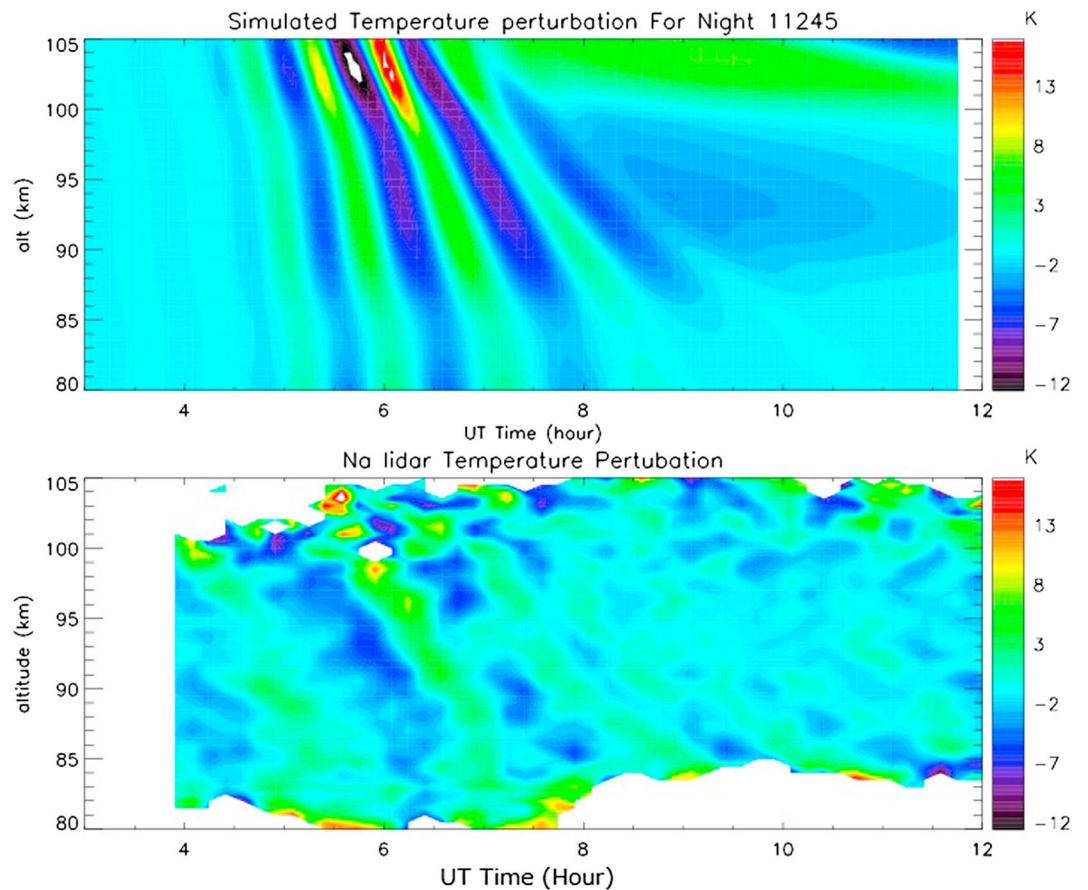 Simulated Temperature perturbation For Night 11245
K
105
100
95
90
85
80
alt (km)
13
8
3
-2
-7
-12
4 6 8 10 12
UT Time (hour)
Na lidar Temperature Pertubation
K
105
100
95
90
85
80
altitude (km)
13
8
3
-2
-7
-12
4 6 8 10 12
UT Time (Hour)